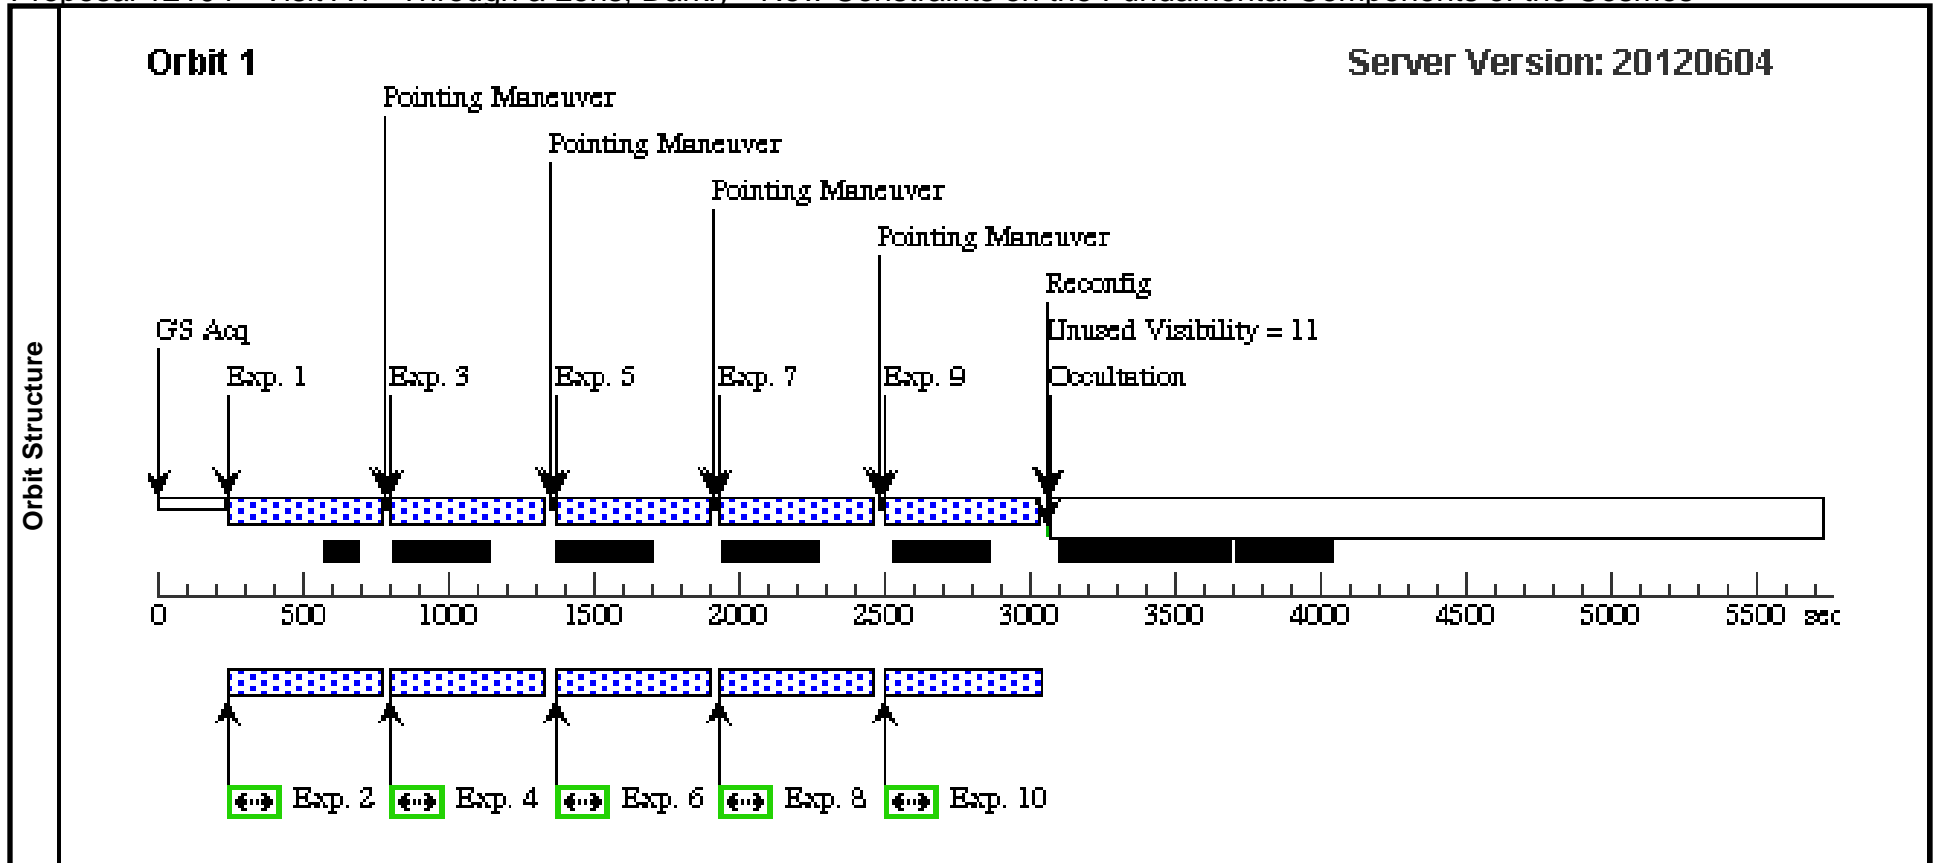 Orbit 1
Server Version: 20120604
Pointing Maneuver
Pointing Maneuver
Pointing Maneuver
Pointing Maneuver
Reconfig
GS Acq
Unused Visibility = 11
Exp. 1
Exp. 3
Exp. 5
Exp. 7
Exp. 9
Occultation
Orbit Structure
0 500 1000 1500 2000 2500 3000 3500 4000 4500 5000 5500 sec
Exp. 2
Exp. 4
Exp. 6
Exp. 8
Exp. 10